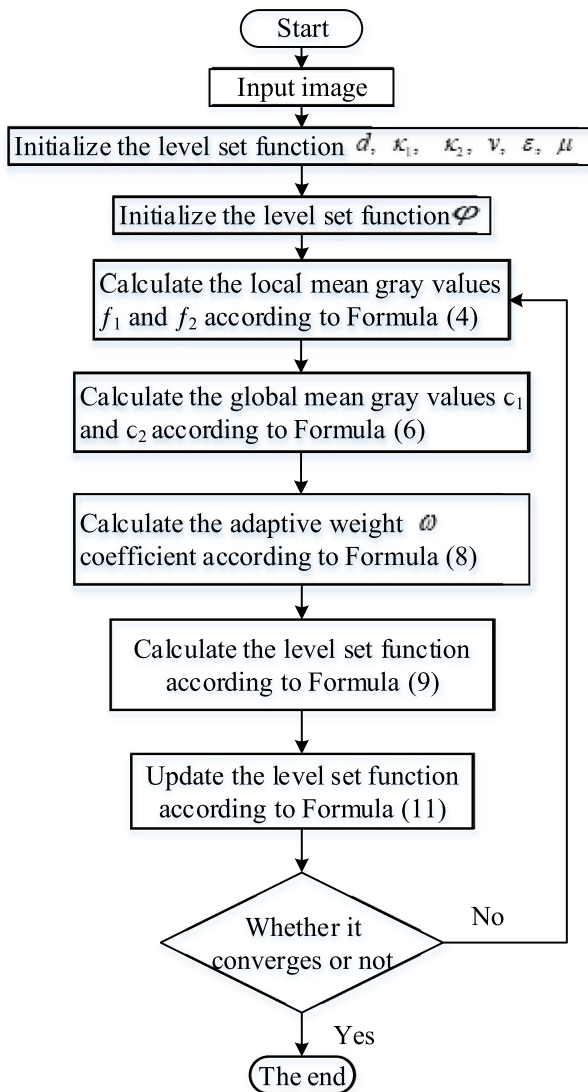 Start
Input image
Initialize the level set function d, κ₁, κ₂, ν, ε, μ
Initialize the level set function φ
Calculate the local mean gray values
f₁ and f₂ according to Formula (4)
Calculate the global mean gray values c₁
and c₂ according to Formula (6)
Calculate the adaptive weight ω
coefficient according to Formula (8)
Calculate the level set function
according to Formula (9)
Update the level set function
according to Formula (11)
Whether it
converges or not
No
Yes
The end